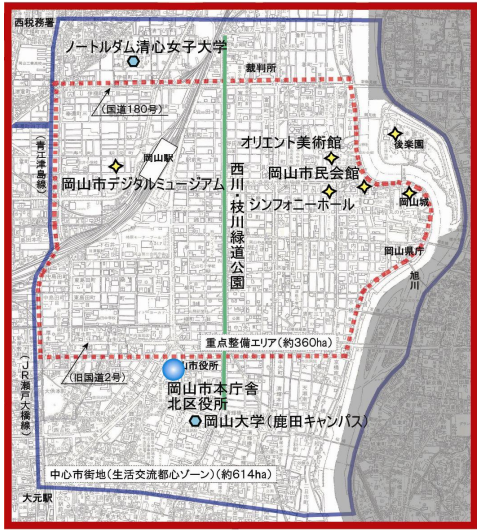 西税務署
ノートルダム清心女子大学
裁判所
(国道180号)
(青江津島線)
岡山駅
オリエント美術館
後楽園
岡山市デジタルミュージアム
岡山市民会館
シンフォニーホール
岡山城
西川・枝川緑道公園
岡山県庁
旭川
重点整備エリア(約360ha)
(旧国道2号)
山市役所
岡山市本庁舎
北区役所
岡山大学(鹿田キャンパス)
(JR瀬戸大橋線)
中心市街地(生活交流都心ゾーン)(約614ha)
大元駅